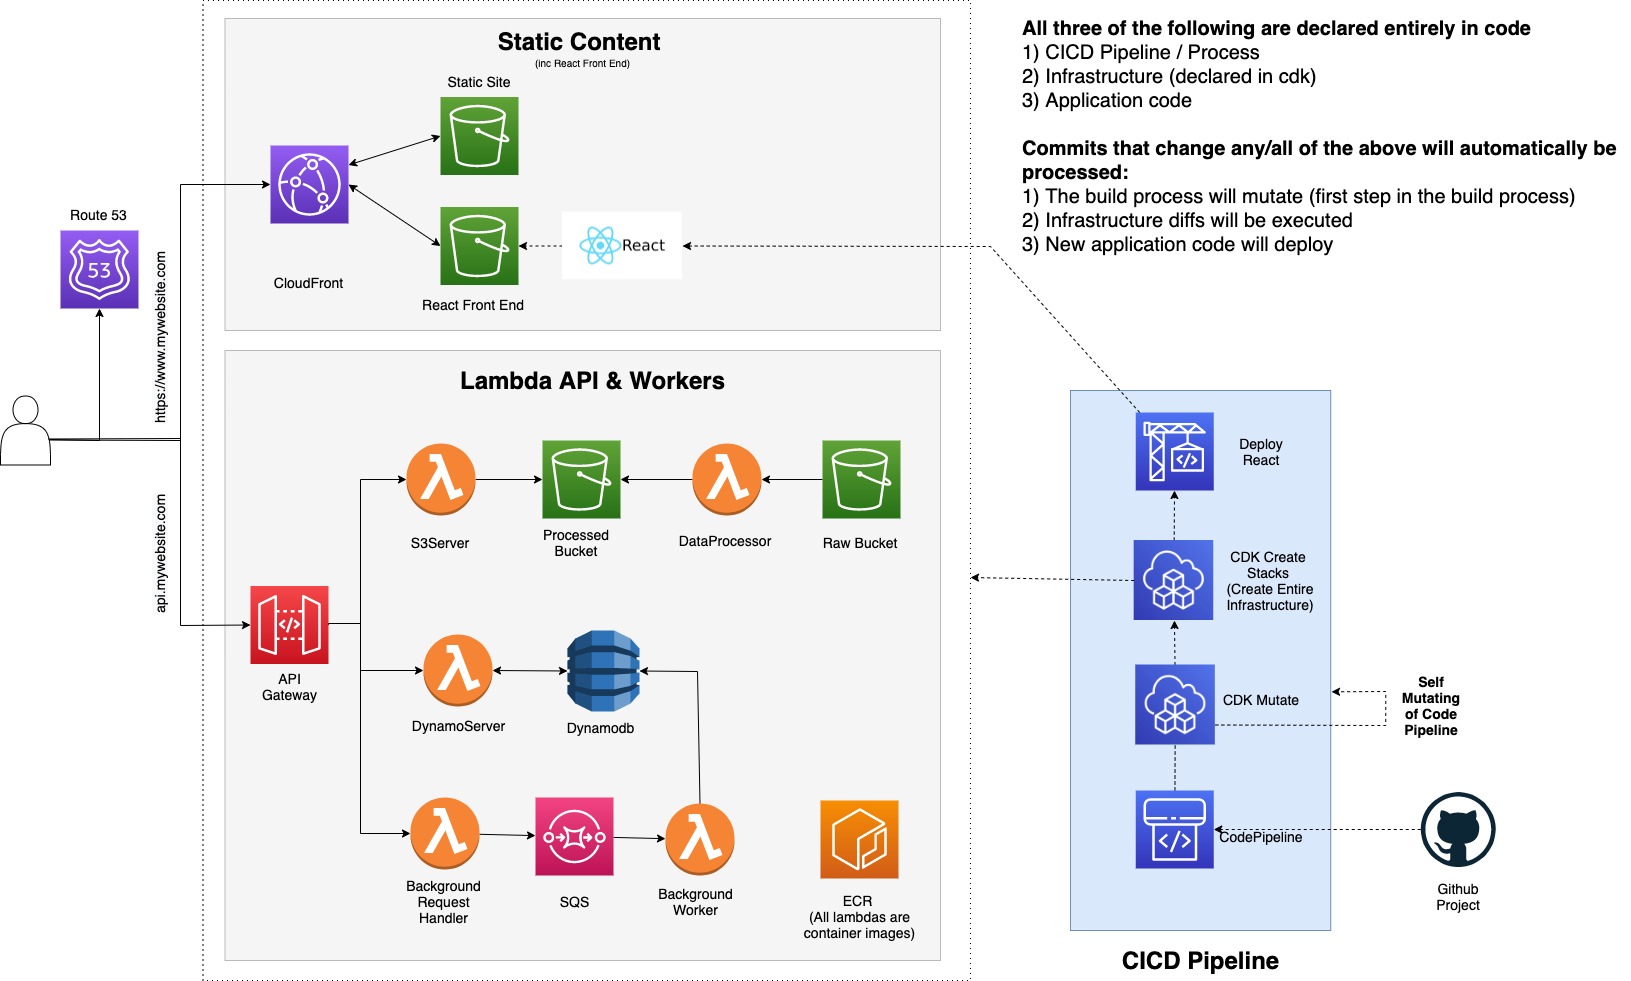 Static Content
(inc React Front End)
Static Site
CloudFront
React Front End
React
Route 53
53
https://www.mywebsite.com
api.mywebsite.com
Lambda API & Workers
S3Server
Processed
Bucket
DataProcessor
Raw Bucket
API
Gateway
DynamoServer
Dynamodb
Background
Request
Handler
SQS
Background
Worker
ECR
(All lambdas are
container images)
All three of the following are declared entirely in code
1) CICD Pipeline / Process
2) Infrastructure (declared in cdk)
3) Application code
Commits that change any/all of the above will automatically be
processed:
1) The build process will mutate (first step in the build process)
2) Infrastructure diffs will be executed
3) New application code will deploy
Deploy
React
CDK Create
Stacks
(Create Entire
Infrastructure)
CDK Mutate
Self
Mutating
of Code
Pipeline
CodePipeline
Github
Project
CICD Pipeline